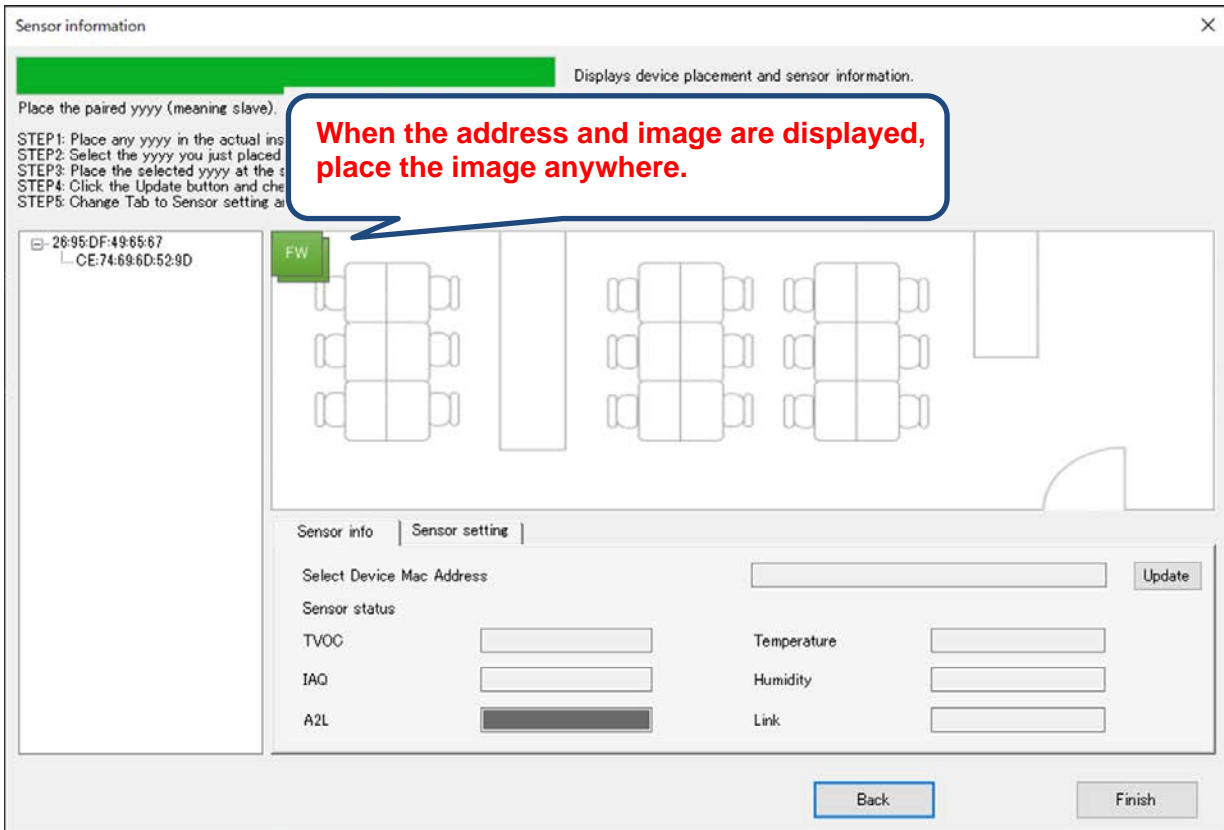 Sensor information
Displays device placement and sensor information.
Place the paired yyyy (meaning slave).
STEP1: Place any yyyy in the actual ins
STEP2: Select the yyyy you just placed
STEP3: Place the selected yyyy at the s
STEP4: Click the Update button and che
STEP5: Change Tab to Sensor setting a
When the address and image are displayed,
place the image anywhere.
26:95:DF:49:65:67
CE:74:69:6D:52:9D
FW
Sensor info
Sensor setting
Select Device Mac Address
Update
Sensor status
TVOC
Temperature
IAQ
Humidity
A2L
Link
Back
Finish